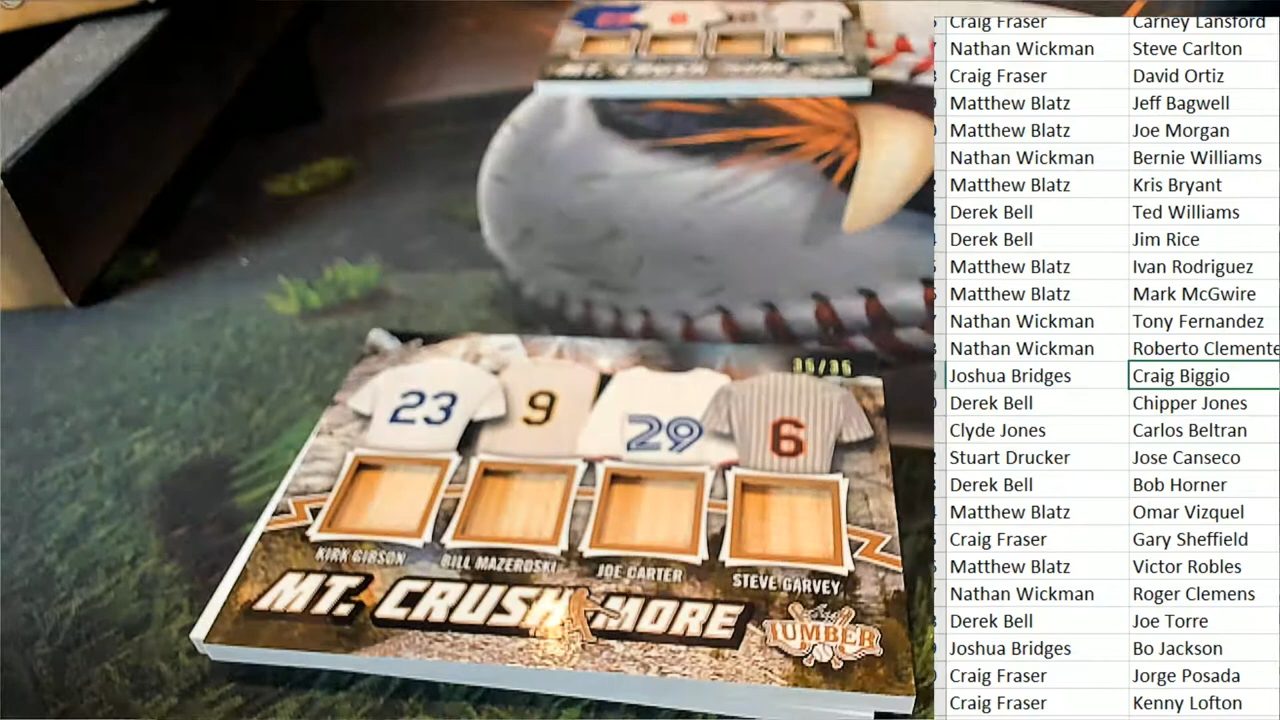 Craig Fraser Carney Lansford
Nathan Wickman Steve Carlton
Craig Fraser David Ortiz
Matthew Blatz Jeff Bagwell
Matthew Blatz Joe Morgan
Nathan Wickman Bernie Williams
Matthew Blatz Kris Bryant
Derek Bell Ted Williams
Derek Bell Jim Rice
Matthew Blatz Ivan Rodriguez
Matthew Blatz Mark McGwire
Nathan Wickman Tony Fernandez
Nathan Wickman Roberto Clemente
Joshua Bridges Craig Biggio
Derek Bell Chipper Jones
Clyde Jones Carlos Beltran
Stuart Drucker Jose Canseco
Derek Bell Bob Horner
Matthew Blatz Omar Vizquel
Craig Fraser Gary Sheffield
Matthew Blatz Victor Robles
Nathan Wickman Roger Clemens
Derek Bell Joe Torre
Joshua Bridges Bo Jackson
Craig Fraser Jorge Posada
Craig Fraser Kenny Lofton
23 9 29 6
KIRK GIBSON BILL MAZEROSKI JOE CARTER STEVE GARVEY
MT. CRUSHMORE
LUMBER